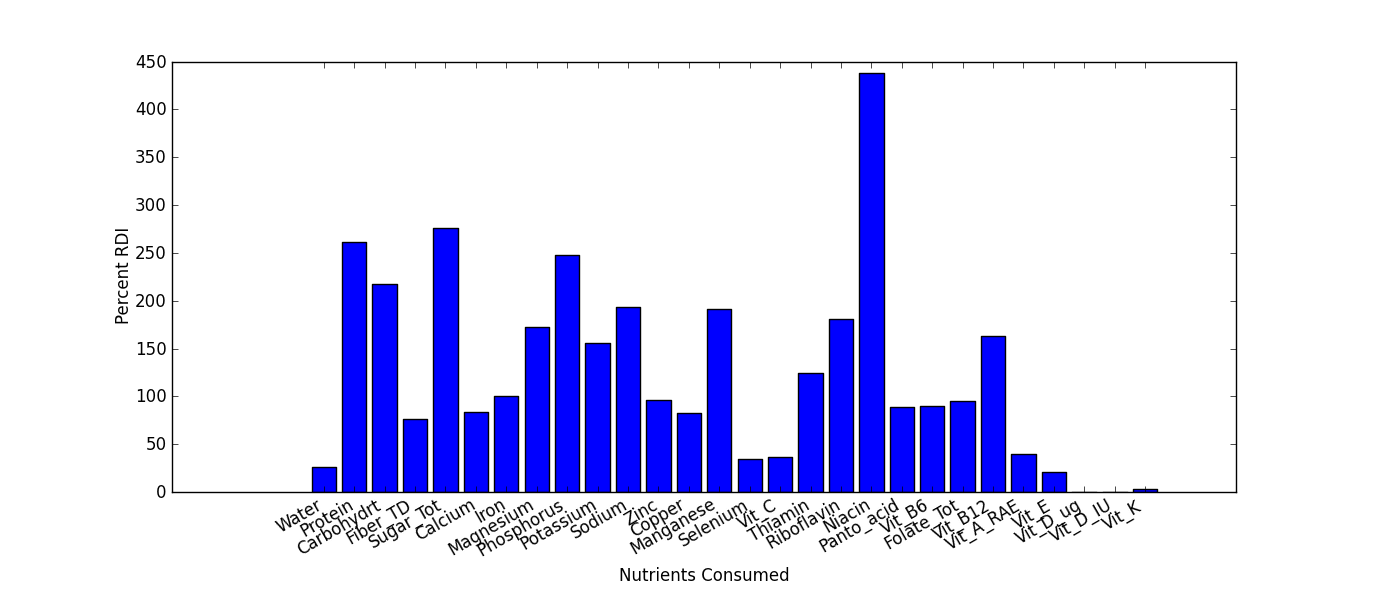 450
400
350
300
250
200
150
100
50
0
Percent RDI
Water
Protein
Carbohydrt
Fiber_TD
Sugar_Tot
Calcium
Iron
Magnesium
Phosphorus
Potassium
Sodium
Zinc
Copper
Manganese
Selenium
Vit_C
Thiamin
Riboflavin
Niacin
Panto_acid
Vit_B6
Folate_Tot
Vit_B12
Vit_A_RAE
Vit_E
Vit_D_ug
Vit_D_IU
Vit_K
Nutrients Consumed